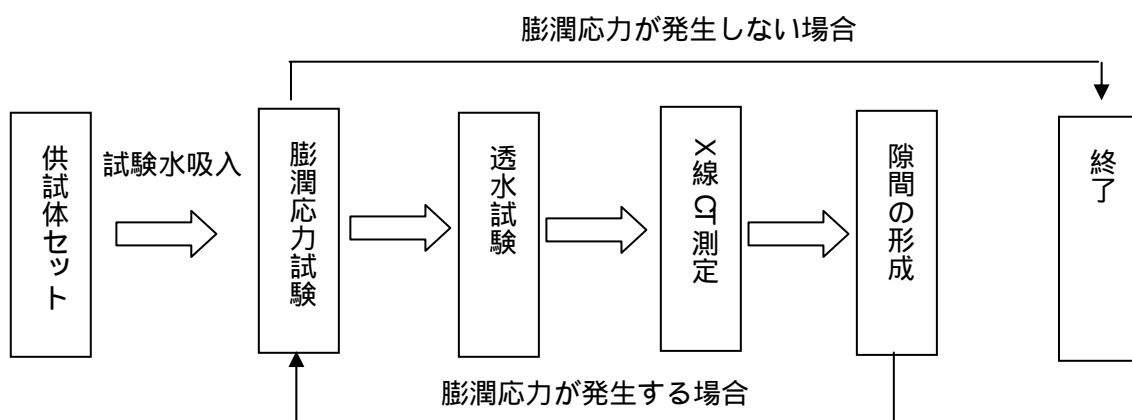 膨潤応力が発生しない場合
供試体セット
試験水吸入
膨潤応力試験
透水試験
X線CT測定
隙間の形成
終了
膨潤応力が発生する場合